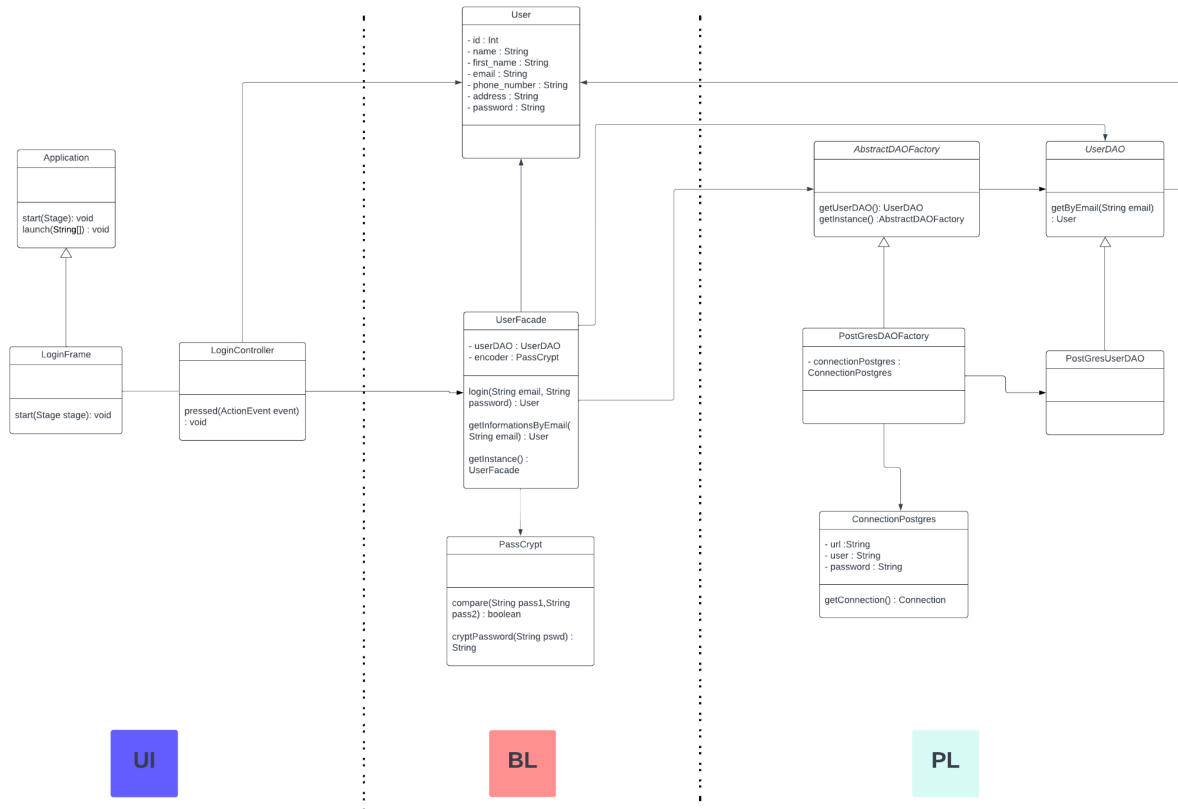 User
- id : Int
- name : String
- first_name : String
- email : String
- phone_number : String
- address : String
- password : String
Application
start(Stage): void
launch(String[]) : void
AbstractDAOFactory
getUserDAO(): UserDAO
getInstance() :AbstractDAOFactory
UserDAO
getByEmail(String email)
: User
LoginFrame
start(Stage stage): void
LoginController
pressed(ActionEvent event)
: void
UserFacade
- userDAO : UserDAO
- encoder : PassCrypt
login(String email, String
password) : User
getInformationsByEmail(
String email) : User
getInstance() :
UserFacade
PostGresDAOFactory
- connectionPostgres :
ConnectionPostgres
PostGresUserDAO
PassCrypt
compare(String pass1,String
pass2) : boolean
cryptPassword(String pswd) :
String
ConnectionPostgres
- url :String
- user : String
- password : String
getConnection() : Connection
UI
BL
PL